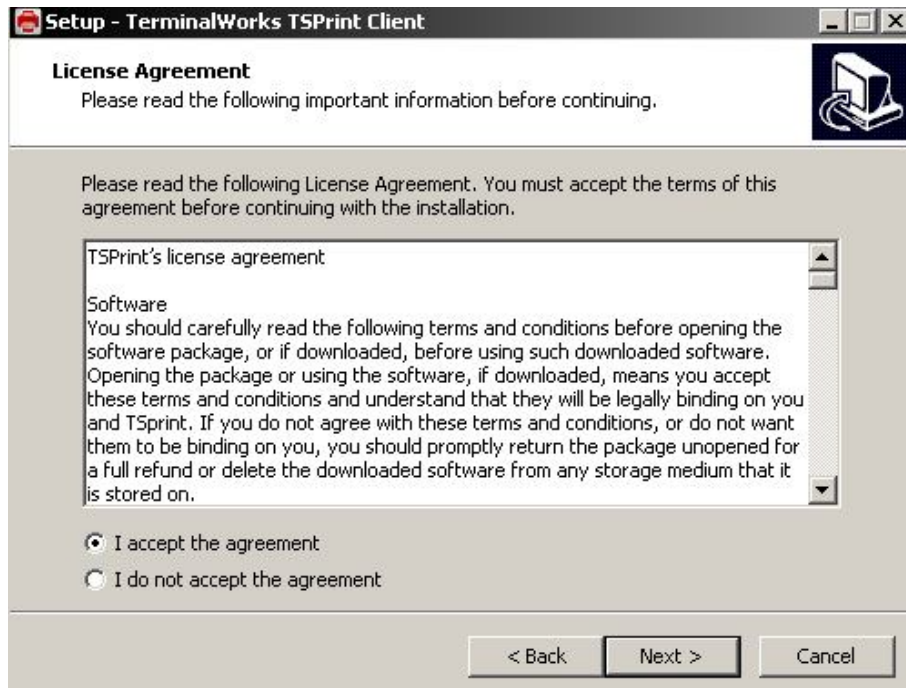 Setup - TerminalWorks TSPrint Client
License Agreement
Please read the following important information before continuing.
Please read the following License Agreement. You must accept the terms of this
agreement before continuing with the installation.
TSPrint's license agreement
Software
You should carefully read the following terms and conditions before opening the
software package, or if downloaded, before using such downloaded software.
Opening the package or using the software, if downloaded, means you accept
these terms and conditions and understand that they will be legally binding on you
and TSprint. If you do not agree with these terms and conditions, or do not want
them to be binding on you, you should promptly return the package unopened for
a full refund or delete the downloaded software from any storage medium that it
is stored on.
I accept the agreement
I do not accept the agreement
< Back
Next >
Cancel